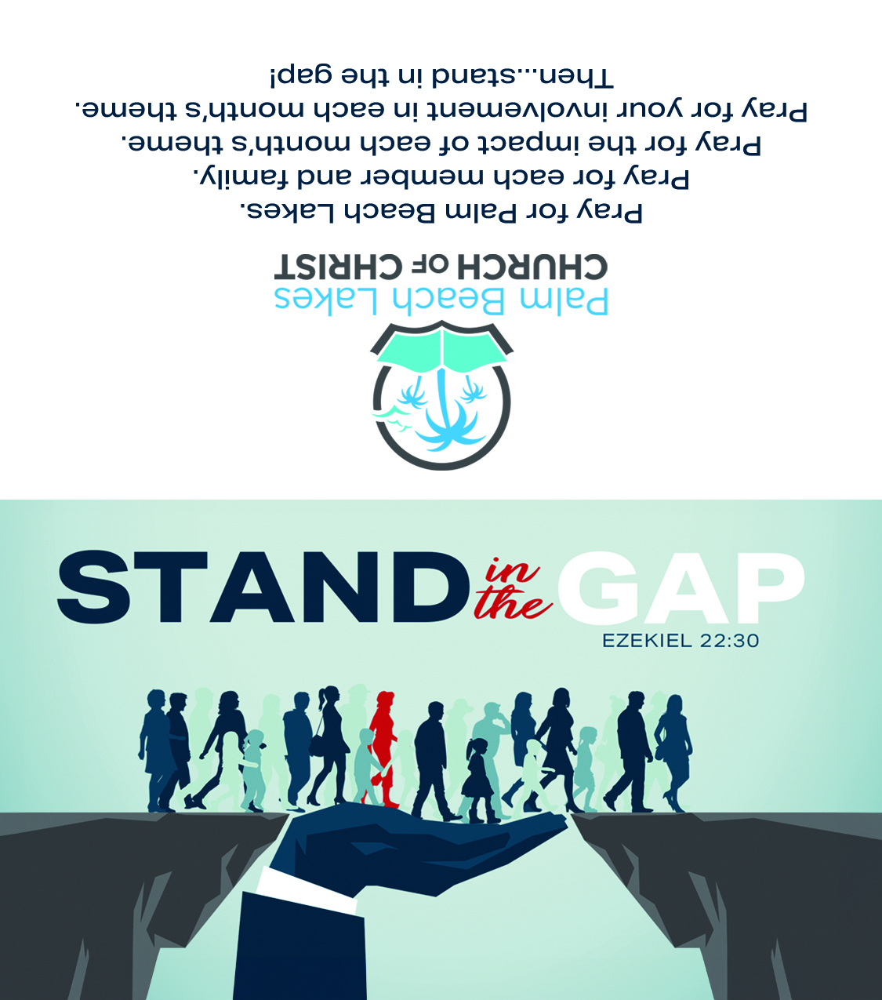 Palm Beach Lakes
CHURCH OF CHRIST
Pray for Palm Beach Lakes.
Pray for each member and family.
Pray for the impact of each month's theme.
Pray for your involvement in each month's theme.
Then...stand in the gap!
STAND in the GAP
EZEKIEL 22:30